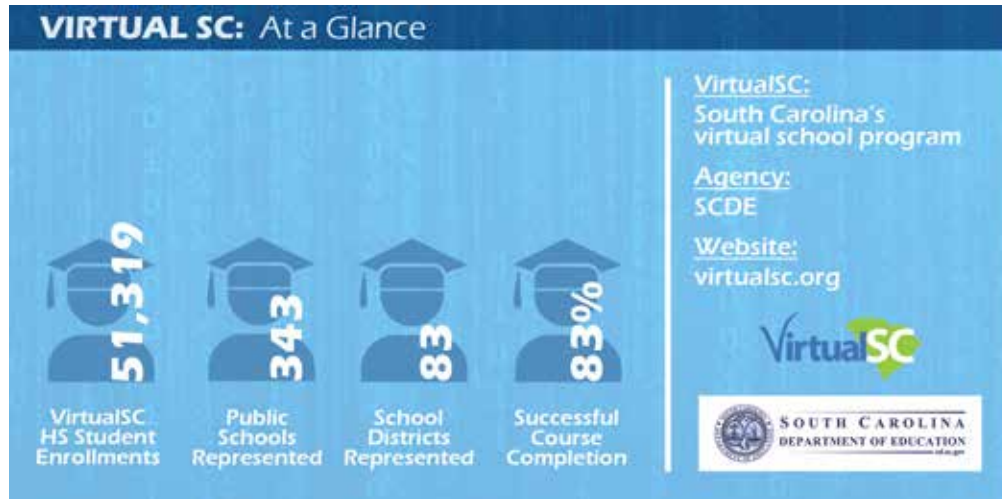 VIRTUAL SC: At a Glance
51,319
VirtualSC
HS Student
Enrollments
343
Public
Schools
Represented
83
School
Districts
Represented
83%
Successful
Course
Completion
VirtualSC:
South Carolina's
virtual school program
Agency:
SCDE
Website:
virtualsc.org
VirtualSC
SOUTH CAROLINA
DEPARTMENT OF EDUCATION